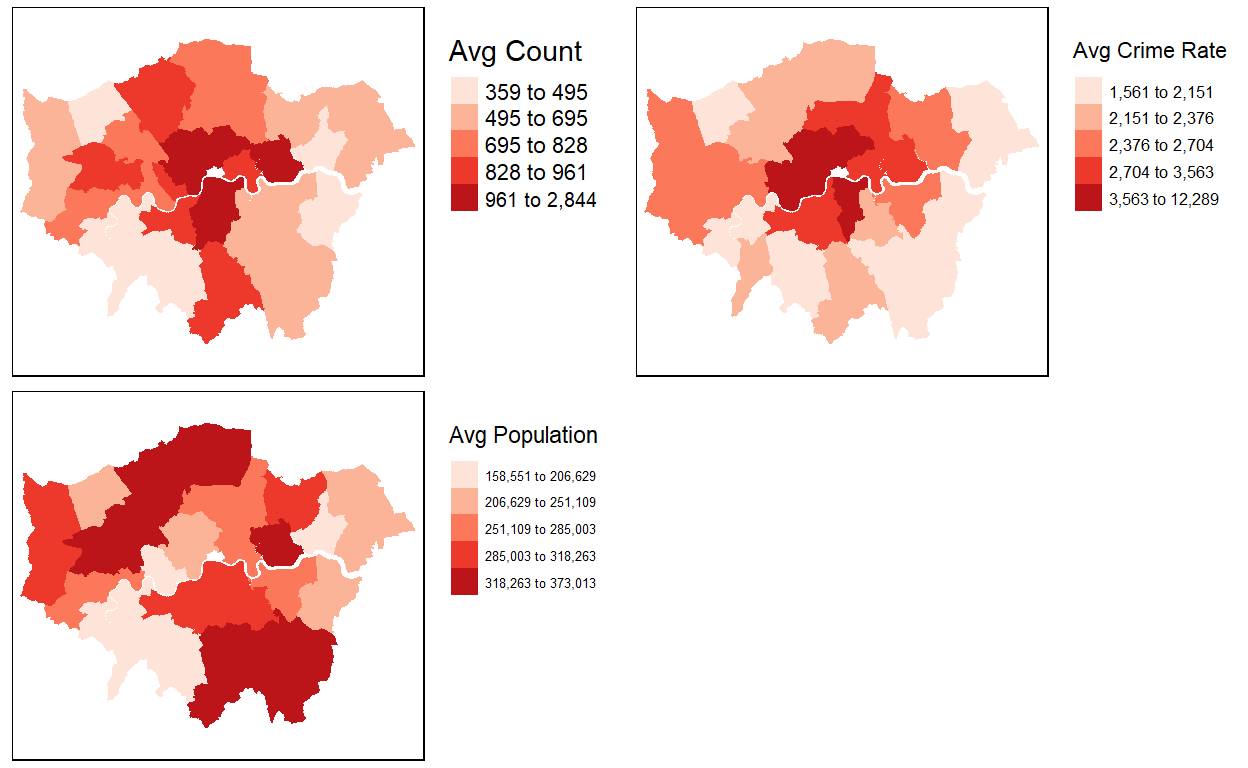 Avg Count
359 to 495
495 to 695
695 to 828
828 to 961
961 to 2,844
Avg Crime Rate
1,561 to 2,151
2,151 to 2,376
2,376 to 2,704
2,704 to 3,563
3,563 to 12,289
Avg Population
158,551 to 206,629
206,629 to 251,109
251,109 to 285,003
285,003 to 318,263
318,263 to 373,013